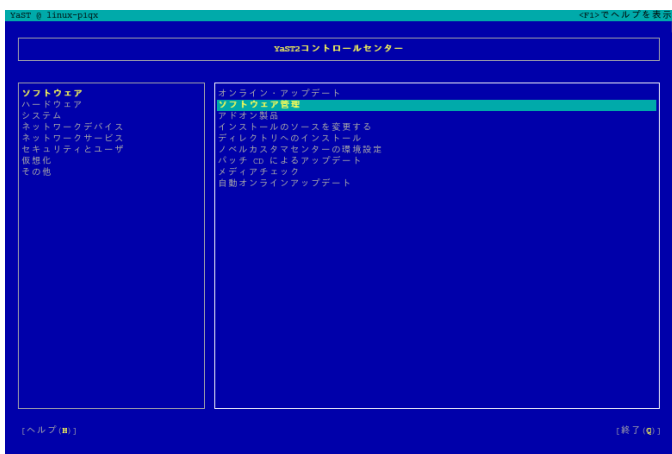 YaST @ linux-piqx
<F1>でヘルプを表示
YaST2コントロールセンター
ソフトウェア
ハードウェア
システム
ネットワークデバイス
ネットワークサービス
セキュリティとユーザ
仮想化
その他
オンライン・アップデート
ソフトウェア管理
アドオン製品
インストールのソースを変更する
ディレクトリへのインストール
ノベルカスタマセンターの環境設定
パッチ CD によるアップデート
メディアチェック
自動オンラインアップデート
[ヘルプ(H)]
[終了(Q)]